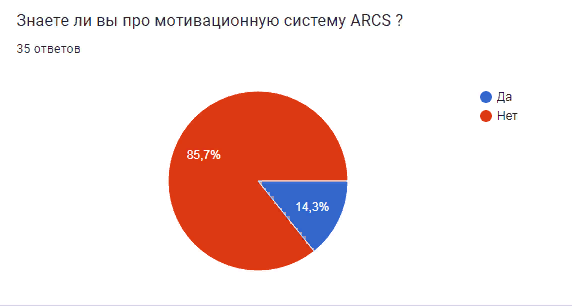 Знаете ли вы про мотивационную систему ARCS ?
35 ответов
Да
Нет
85,7%
14,3%